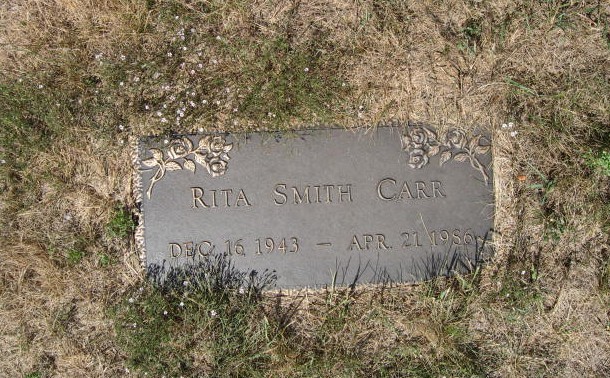 RITA SMITH CARR
DEC. 16, 1943 – APR. 21, 1986